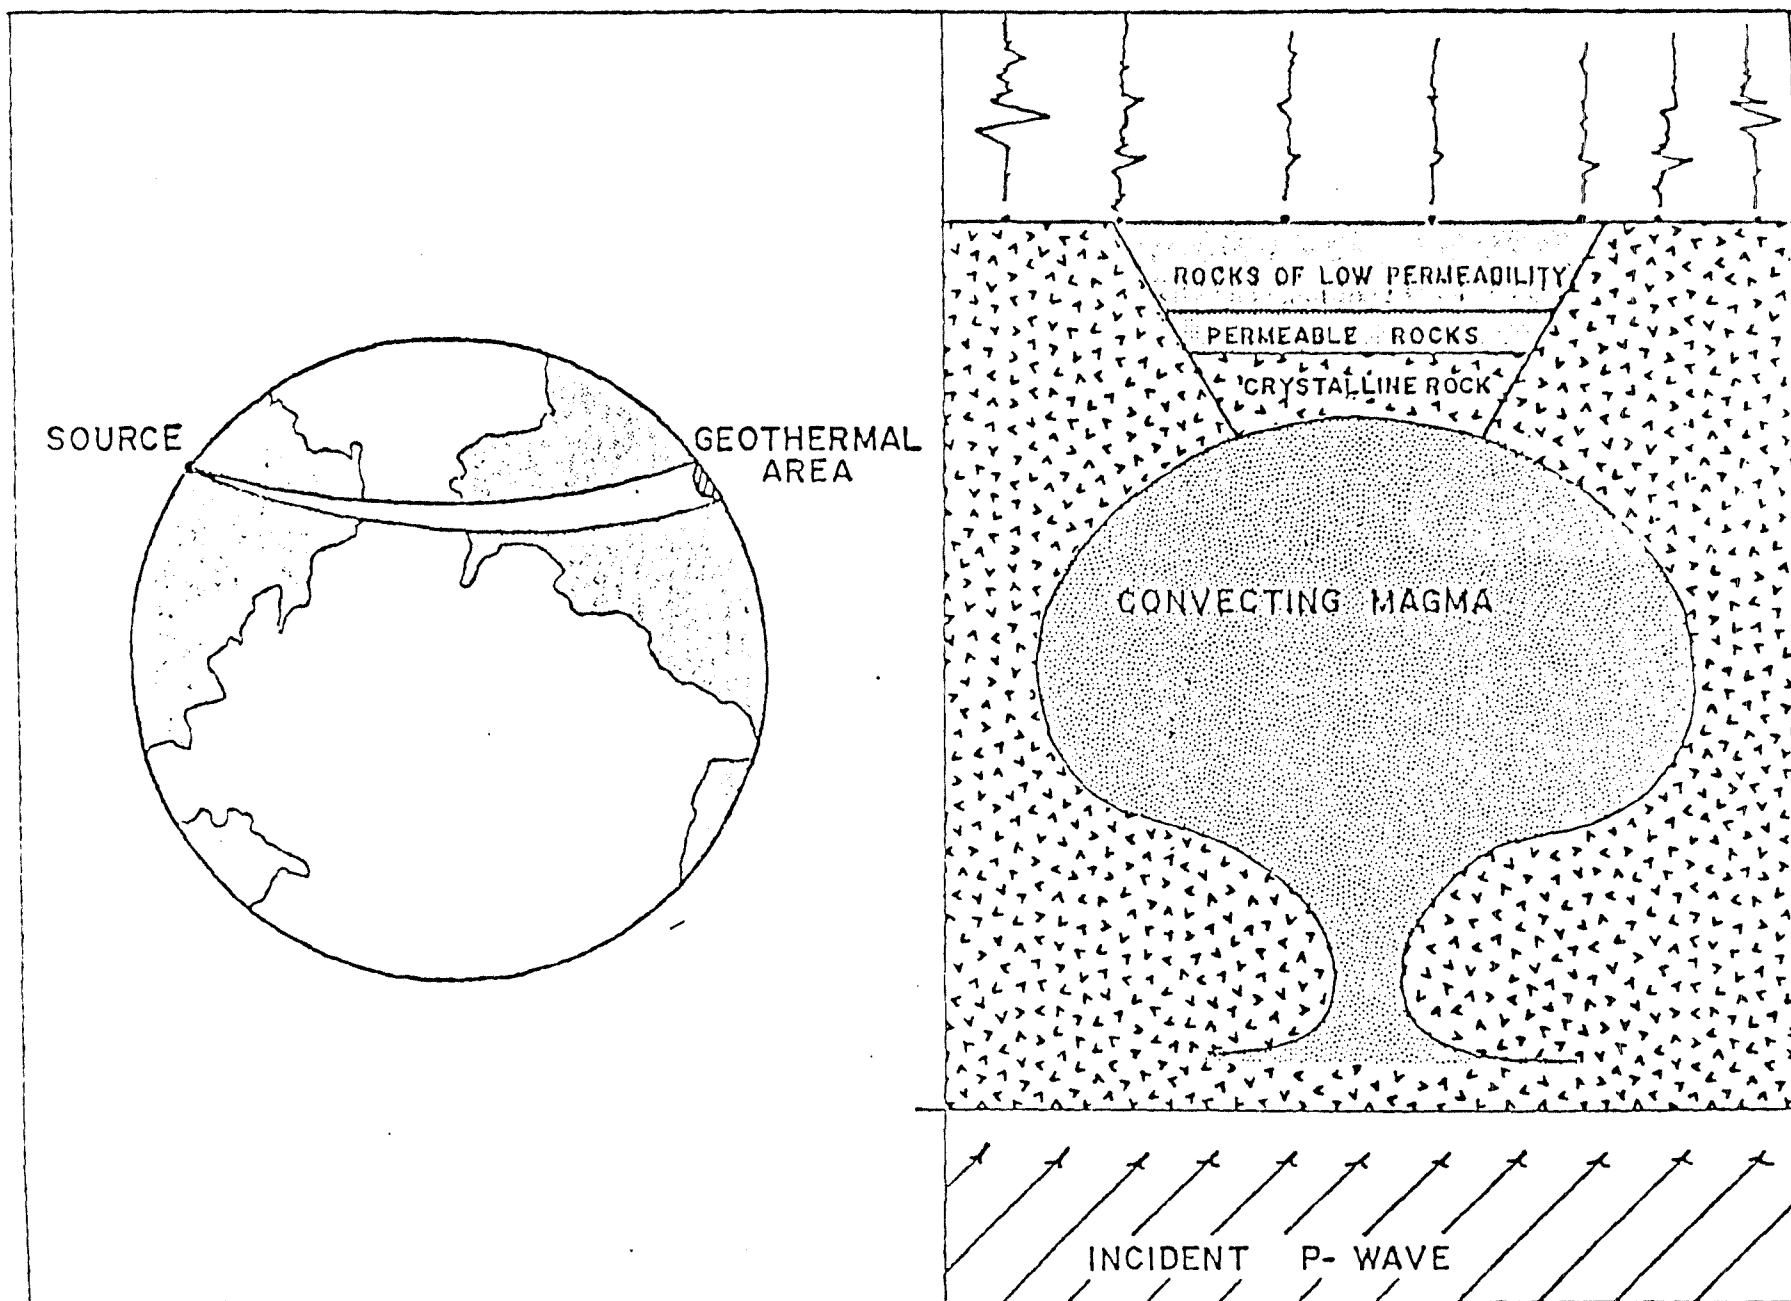 SOURCE
GEOTHERMAL
AREA
ROCKS OF LOW PERMEABILITY
PERMEABLE ROCKS
CRYSTALLINE ROCK
CONVECTING MAGMA
INCIDENT P- WAVE